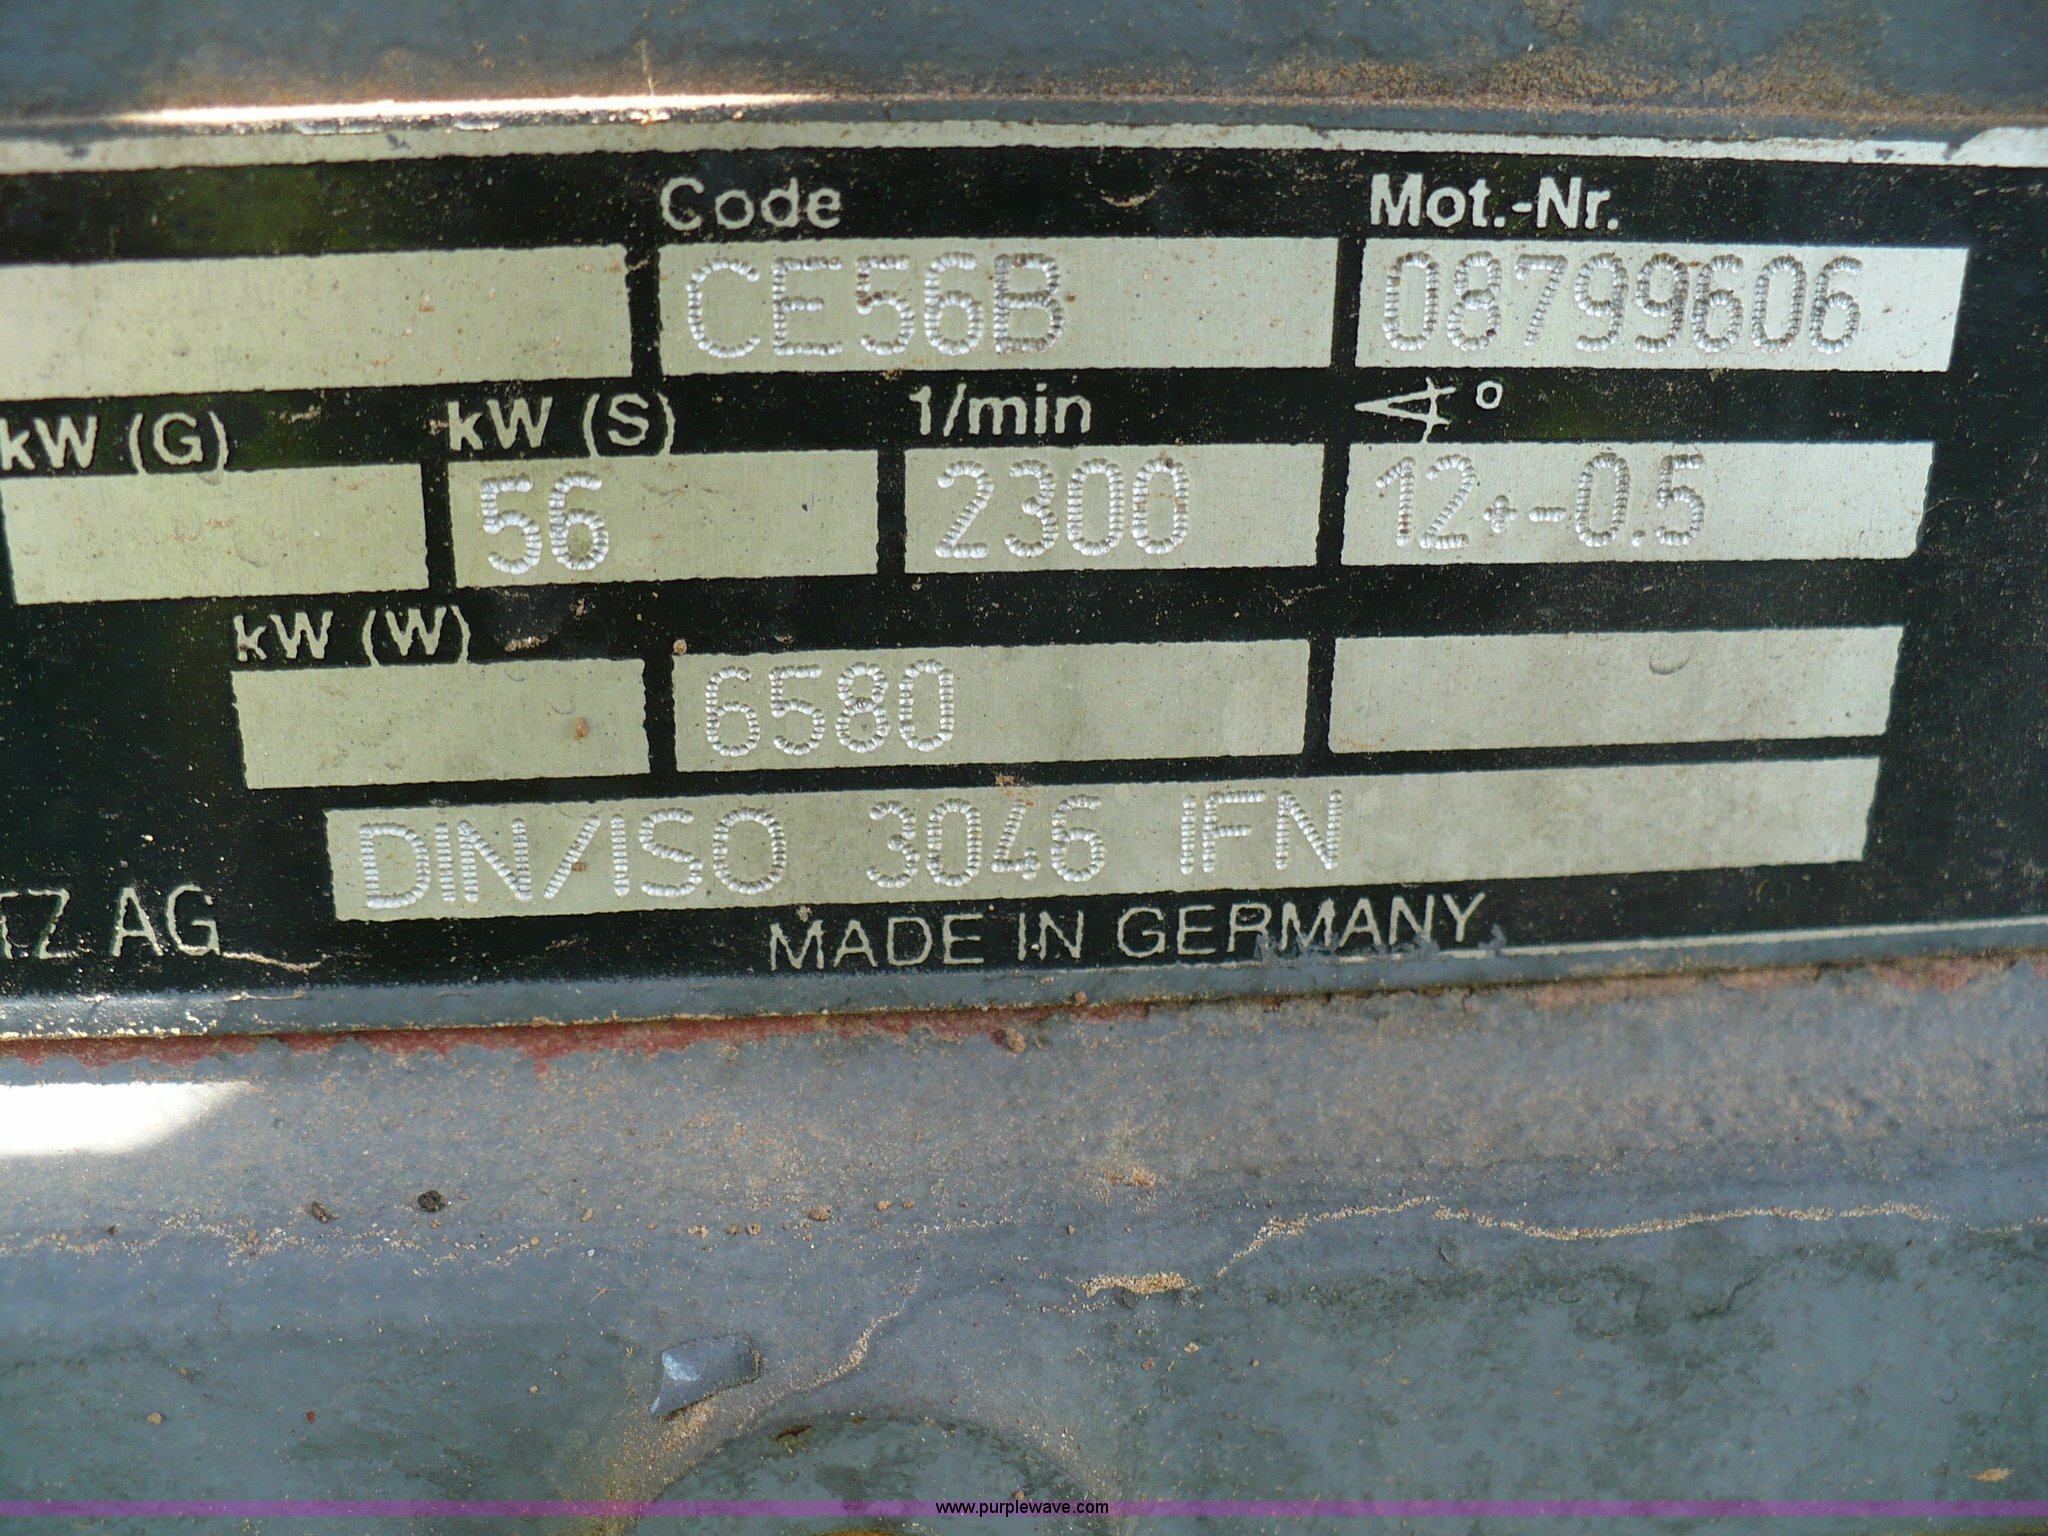 Code Mot.-Nr.
CE56B 08799606
kW (G) kW (S) 1/min ∢°
56 2300 12+-0.5
kW (W)
6580
DIN/ISO 3046 IFN
TZ AG MADE IN GERMANY
www.purplewave.com